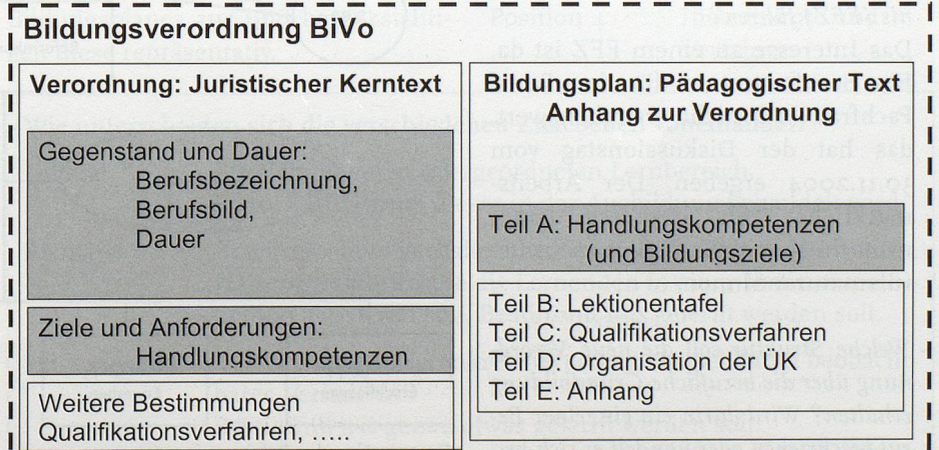 Bildungsverordnung BiVo
Verordnung: Juristischer Kerntext
Gegenstand und Dauer:
Berufsbezeichnung,
Berufsbild,
Dauer
Ziele und Anforderungen:
Handlungskompetenzen
Weitere Bestimmungen
Qualifikationsverfahren, …..
Bildungsplan: Pädagogischer Text
Anhang zur Verordnung
Teil A: Handlungskompetenzen
(und Bildungsziele)
Teil B: Lektionentafel
Teil C: Qualifikationsverfahren
Teil D: Organisation der ÜK
Teil E: Anhang